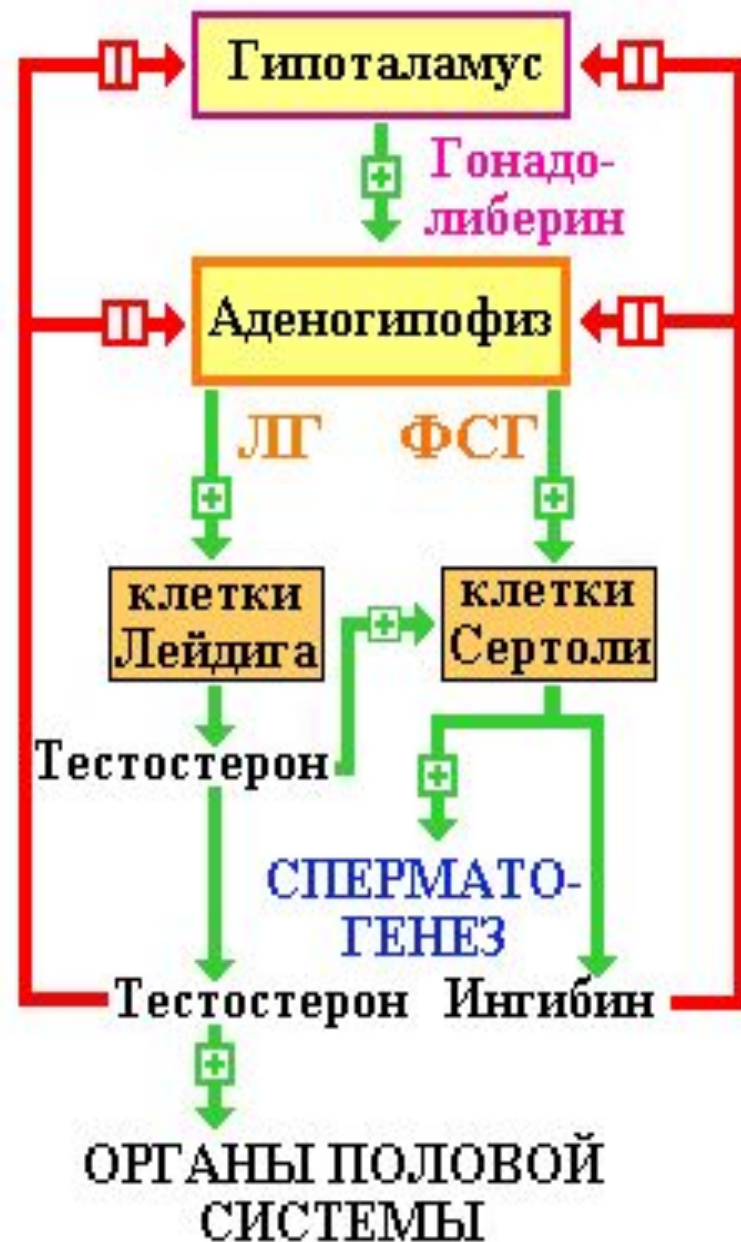 Гипоталамус
Гонадо-
либерин
Аденогипофиз
ЛГ ФСГ
клетки
Лейдига
клетки
Сертоли
Тестостерон
СПЕРМАТО-
ГЕНЕЗ
Тестостерон Ингибин
ОРГАНЫ ПОЛОВОЙ
СИСТЕМЫ